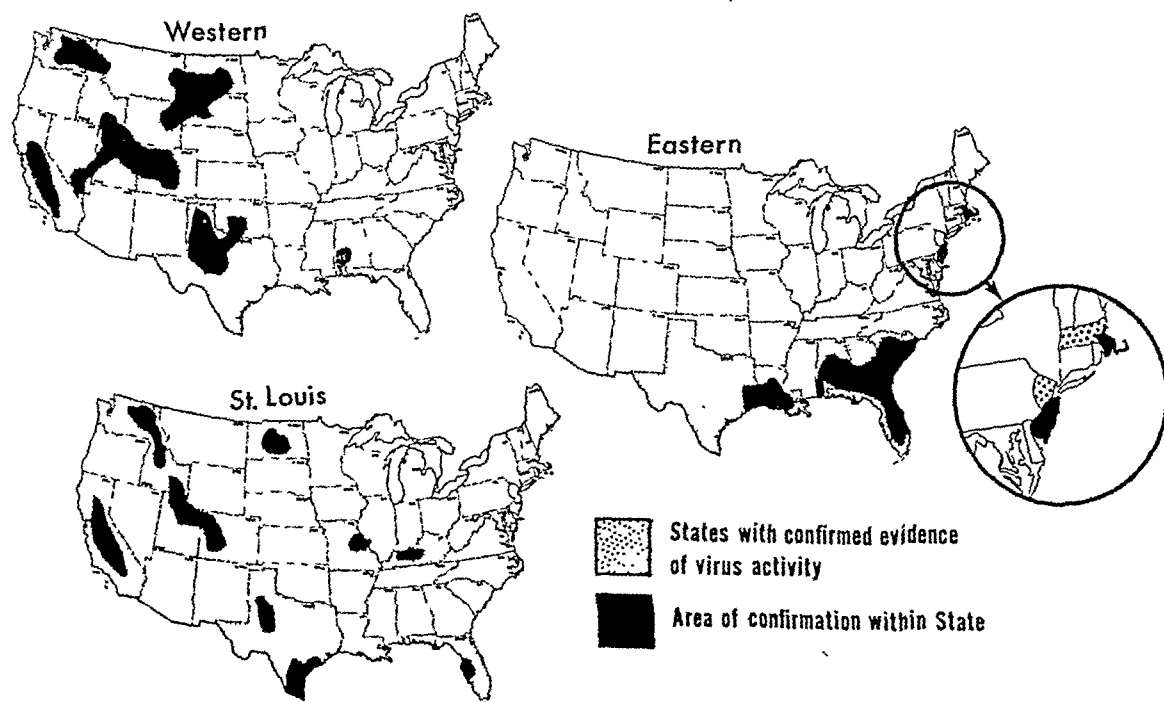 Western
Eastern
St. Louis
States with confirmed evidence
of virus activity
Area of confirmation within State